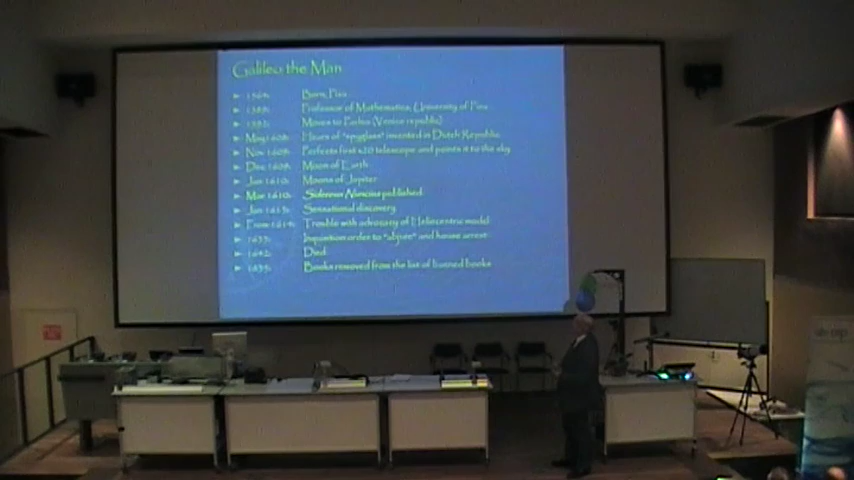 Galileo the Man
► 1564: Born, Pisa
► 1589: Professor of Mathematics, University of Pisa
► 1592: Moves to Padua (Venice republic)
► May 1609: Hears of "spyglass" invented in Dutch Republic
► Nov 1609: Perfects first x20 telescope and points it to the sky
► Dec 1609: Moon of Earth
► Jan 1610: Moons of Jupiter
► Mar 1610: Sidereus Nuncius published
► Jan 1613: Sensational discovery
► From 1614: Trouble with advocacy of Heliocentric model
► 1633: Inquisition order to "abjure" and house arrest
► 1642: Died
► 1835: Books removed from the list of banned books